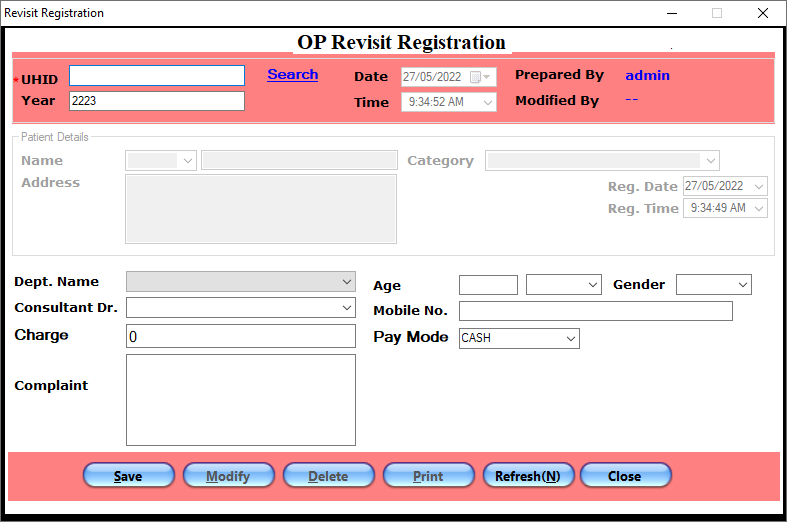 Revisit Registration
OP Revisit Registration
*UHID Search Date 27/05/2022 Prepared By admin
Year 2223 Time 9:34:52 AM Modified By --
Patient Details
Name Category
Address Reg. Date 27/05/2022
Reg. Time 9:34:49 AM
Dept. Name Age Gender
Consultant Dr. Mobile No.
Charge 0 Pay Mode CASH
Complaint
Save Modify Delete Print Refresh(N) Close